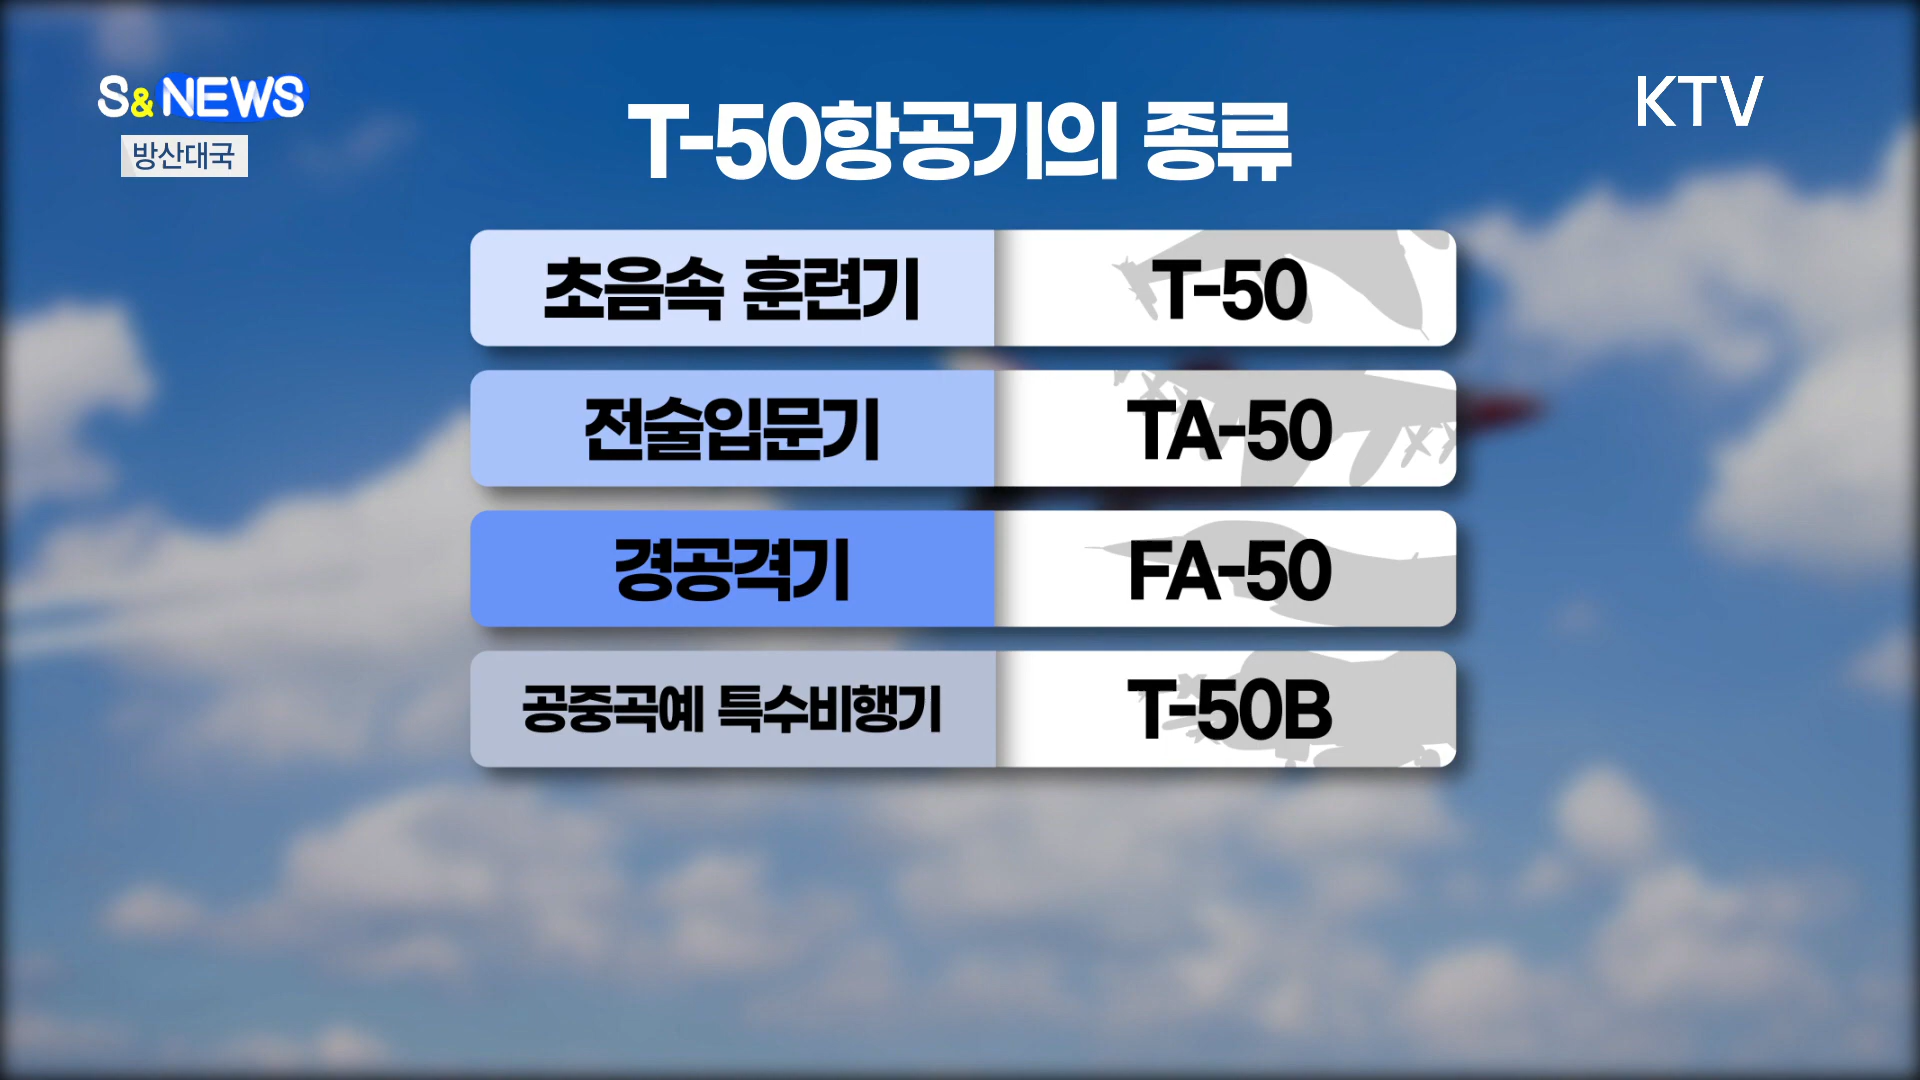 S&NEWS
방산대국
KTV
T-50항공기의 종류
초음속 훈련기 T-50
전술입문기 TA-50
경공격기 FA-50
공중곡예 특수비행기 T-50B